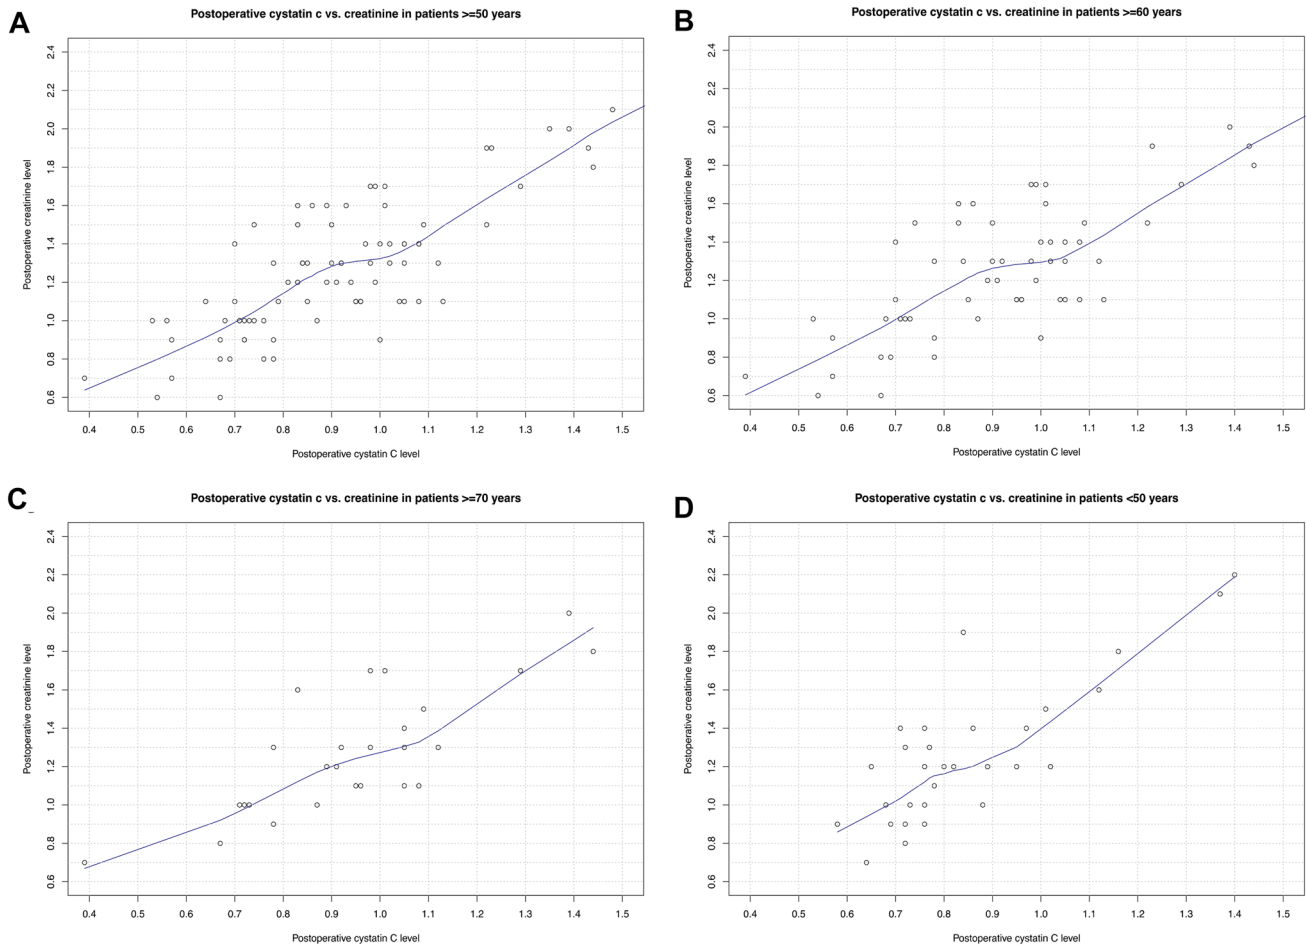 A
Postoperative cystatin c vs. creatinine in patients >=50 years
Postoperative creatinine level
2.4
2.2
2.0
1.8
1.6
1.4
1.2
1.0
0.8
0.6
0.4 0.5 0.6 0.7 0.8 0.9 1.0 1.1 1.2 1.3 1.4 1.5
Postoperative cystatin C level
B
Postoperative cystatin c vs. creatinine in patients >=60 years
Postoperative creatinine level
2.4
2.2
2.0
1.8
1.6
1.4
1.2
1.0
0.8
0.6
0.4 0.5 0.6 0.7 0.8 0.9 1.0 1.1 1.2 1.3 1.4 1.5
Postoperative cystatin C level
C
Postoperative cystatin c vs. creatinine in patients >=70 years
Postoperative creatinine level
2.4
2.2
2.0
1.8
1.6
1.4
1.2
1.0
0.8
0.6
0.4 0.5 0.6 0.7 0.8 0.9 1.0 1.1 1.2 1.3 1.4 1.5
Postoperative cystatin C level
D
Postoperative cystatin c vs. creatinine in patients <50 years
Postoperative creatinine level
2.4
2.2
2.0
1.8
1.6
1.4
1.2
1.0
0.8
0.6
0.4 0.5 0.6 0.7 0.8 0.9 1.0 1.1 1.2 1.3 1.4 1.5
Postoperative cystatin C level